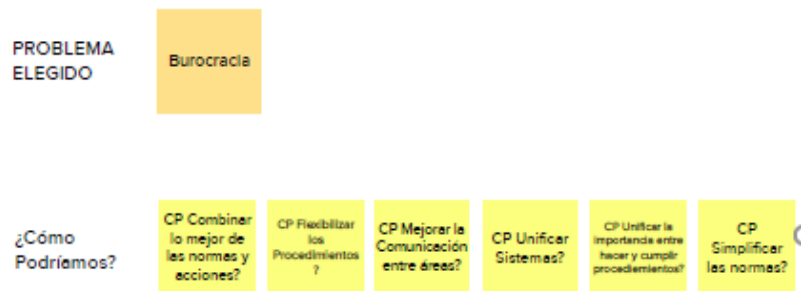 PROBLEMA
ELEGIDO
Burocracia
¿Cómo
Podríamos?
CP Combinar
lo mejor de
las normas y
acciones?
CP Flexibilizar
los
Procedimientos
?
CP Mejorar la
Comunicación
entre áreas?
CP Unificar
Sistemas?
CP Unificar la
importancia entre
hacer y cumplir
procedemientos?
CP
Simplificar
las normas?